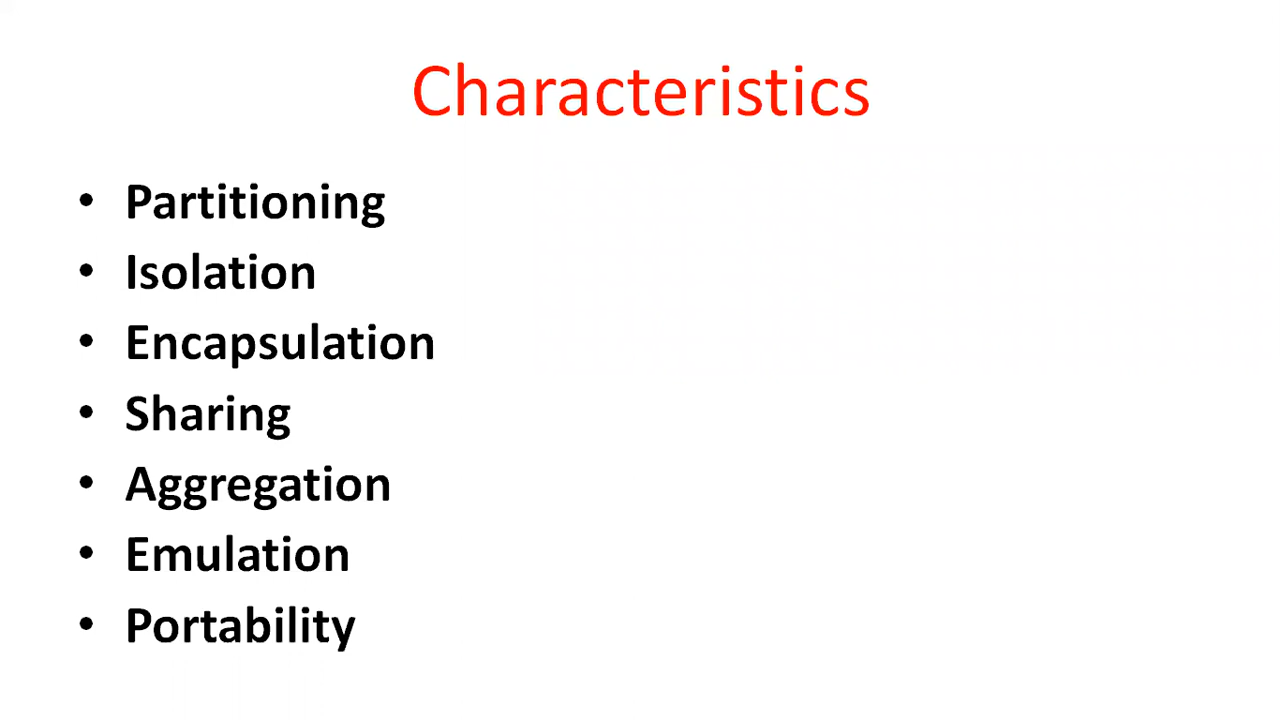 Characteristics
• Partitioning
• Isolation
• Encapsulation
• Sharing
• Aggregation
• Emulation
• Portability